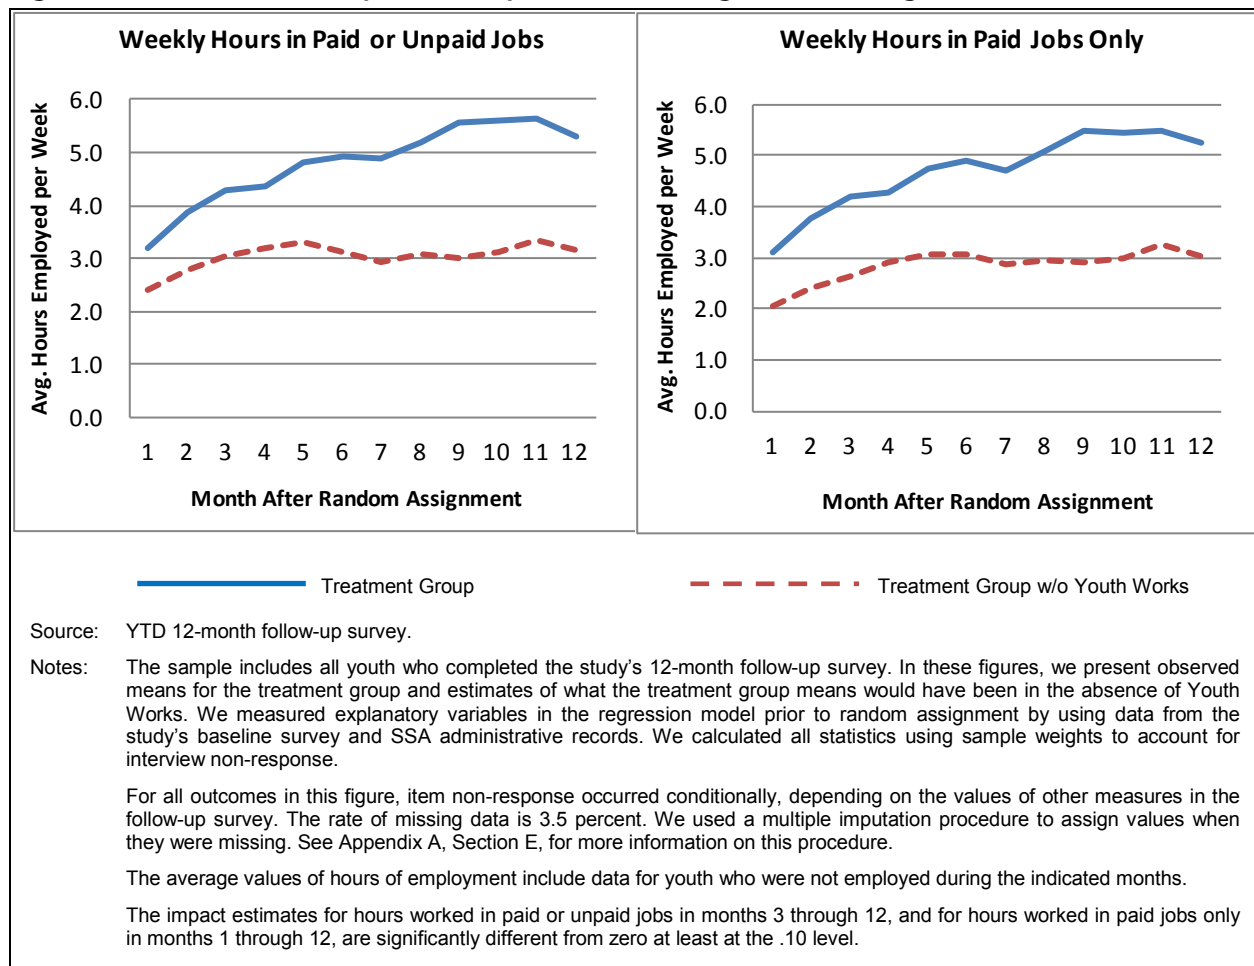 Weekly Hours in Paid or Unpaid Jobs
Avg. Hours Employed per Week
6.0
5.0
4.0
3.0
2.0
1.0
0.0
1 2 3 4 5 6 7 8 9 10 11 12
Month After Random Assignment
Weekly Hours in Paid Jobs Only
Avg. Hours Employed per Week
6.0
5.0
4.0
3.0
2.0
1.0
0.0
1 2 3 4 5 6 7 8 9 10 11 12
Month After Random Assignment
Treatment Group
Treatment Group w/o Youth Works
Source: YTD 12-month follow-up survey.
Notes: The sample includes all youth who completed the study’s 12-month follow-up survey. In these figures, we present observed
means for the treatment group and estimates of what the treatment group means would have been in the absence of Youth
Works. We measured explanatory variables in the regression model prior to random assignment by using data from the
study’s baseline survey and SSA administrative records. We calculated all statistics using sample weights to account for
interview non-response.
For all outcomes in this figure, item non-response occurred conditionally, depending on the values of other measures in the
follow-up survey. The rate of missing data is 3.5 percent. We used a multiple imputation procedure to assign values when
they were missing. See Appendix A, Section E, for more information on this procedure.
The average values of hours of employment include data for youth who were not employed during the indicated months.
The impact estimates for hours worked in paid or unpaid jobs in months 3 through 12, and for hours worked in paid jobs only
in months 1 through 12, are significantly different from zero at least at the .10 level.